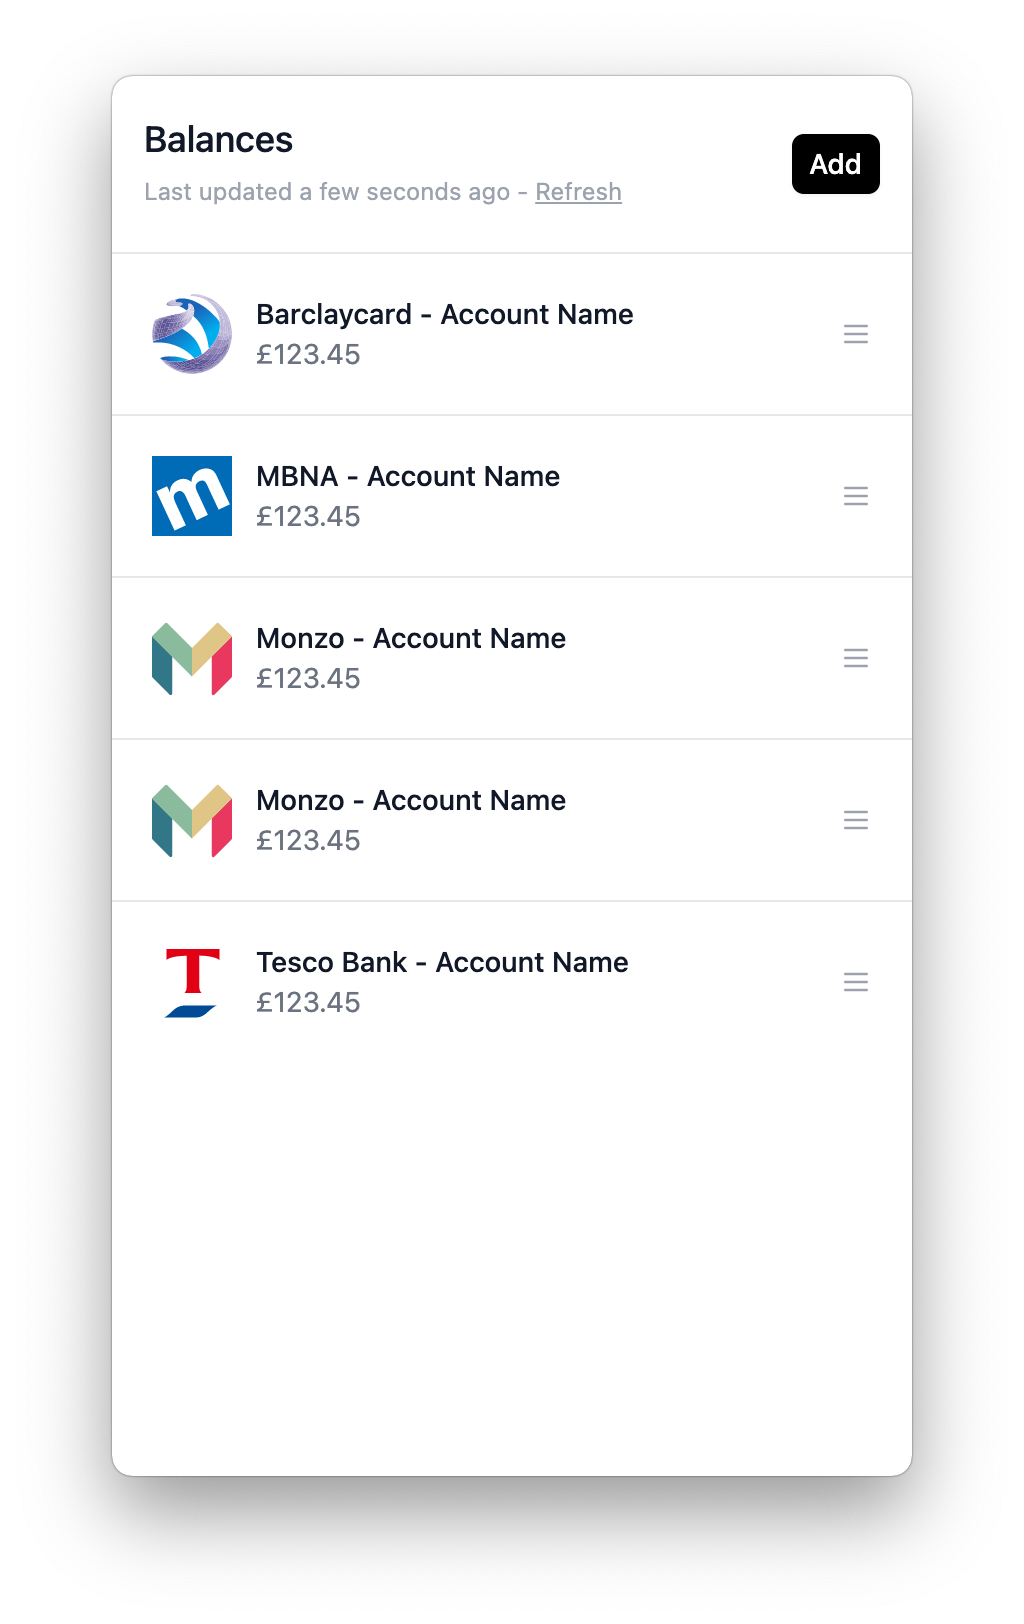 Balances
Last updated a few seconds ago - Refresh
Add
Barclaycard - Account Name
£123.45
m
MBNA - Account Name
£123.45
Monzo - Account Name
£123.45
Monzo - Account Name
£123.45
T
Tesco Bank - Account Name
£123.45